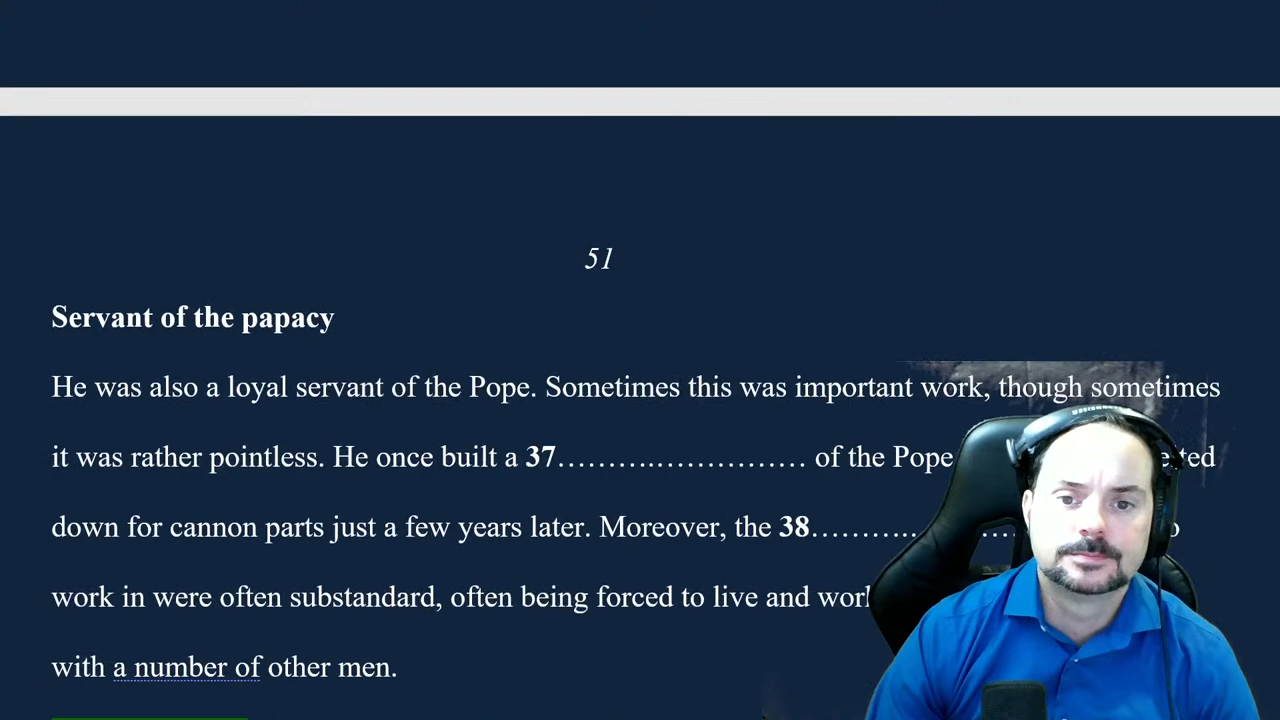 51
Servant of the papacy
He was also a loyal servant of the Pope. Sometimes this was important work, though sometimes
it was rather pointless. He once built a 37……….…………… of the Pope
down for cannon parts just a few years later. Moreover, the 38………..
work in were often substandard, often being forced to live and work
with a number of other men.